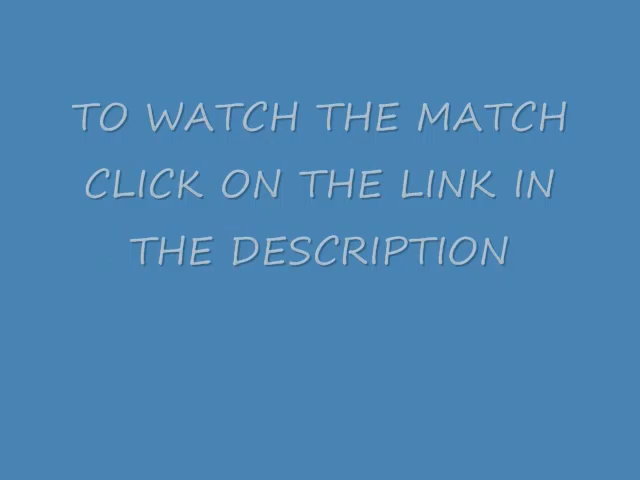 TO WATCH THE MATCH
CLICK ON THE LINK IN
THE DESCRIPTION